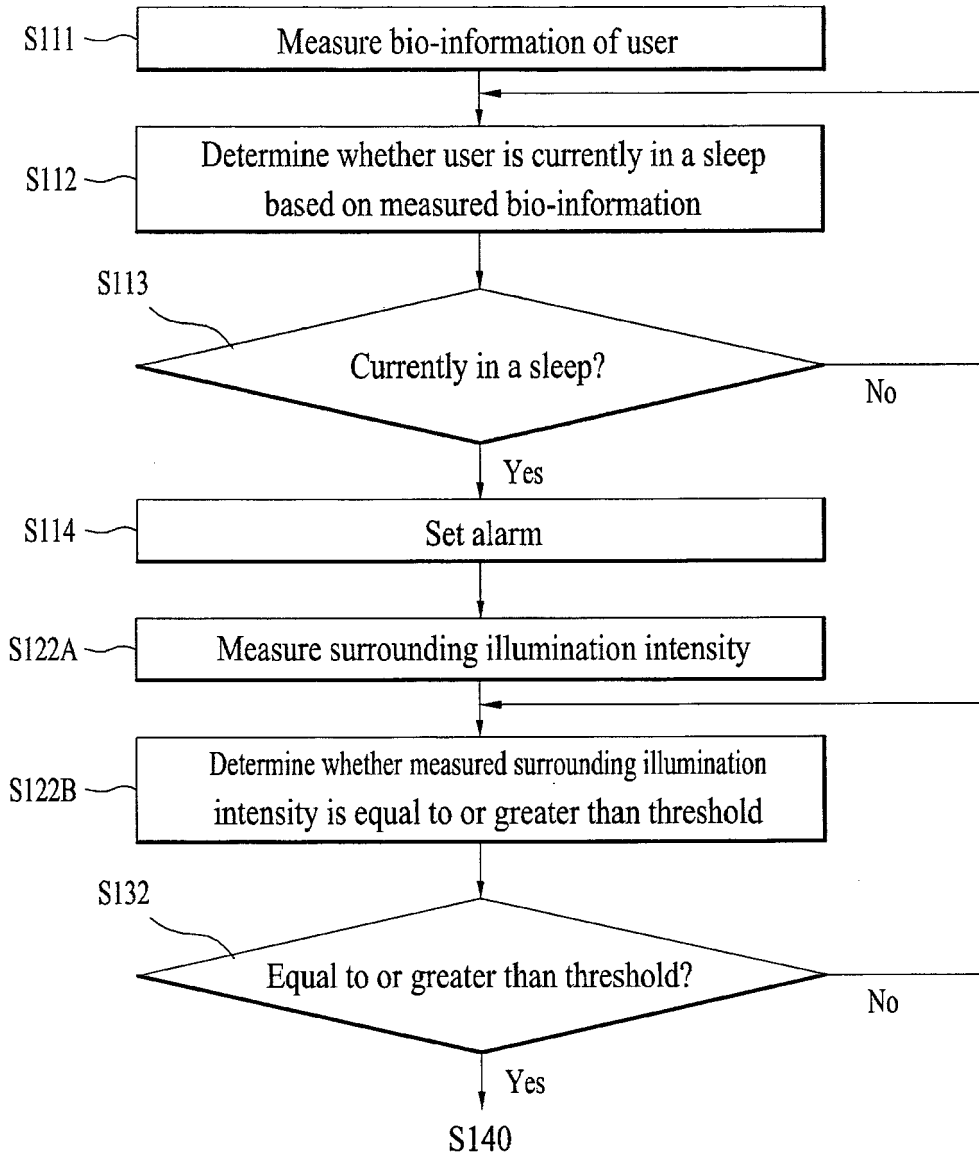 S111
Measure bio-information of user
S112
Determine whether user is currently in a sleep
based on measured bio-information
S113
Currently in a sleep?
No
Yes
S114
Set alarm
S122A
Measure surrounding illumination intensity
S122B
Determine whether measured surrounding illumination
intensity is equal to or greater than threshold
S132
Equal to or greater than threshold?
No
Yes
S140